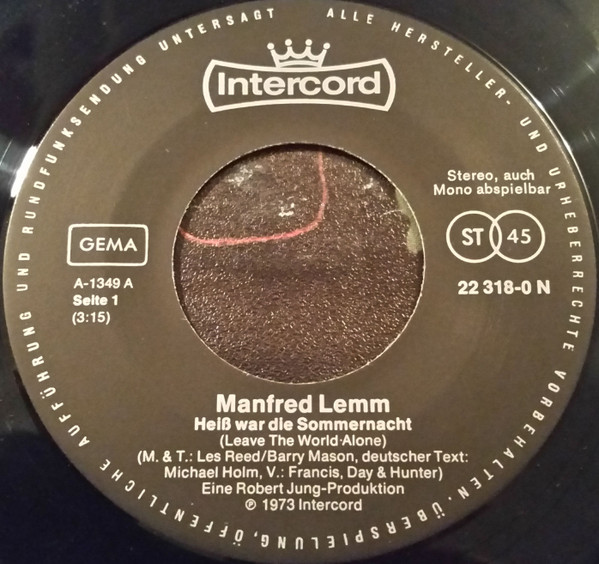 ALLE HERSTELLER- UND URHEBERRECHTE VORBEHALTEN · ÜBERSPIELUNG, ÖFFENTLICHE AUFFÜHRUNG UND RUNDFUNKSENDUNG UNTERSAGT
Intercord
Stereo, auch
Mono abspielbar
GEMA
ST 45
A-1349 A
Seite 1
(3:15)
22 318-0 N
Manfred Lemm
Heiß war die Sommernacht
(Leave The World Alone)
(M. & T.: Les Reed/Barry Mason, deutscher Text:
Michael Holm, V.: Francis, Day & Hunter)
Eine Robert Jung-Produktion
℗ 1973 Intercord